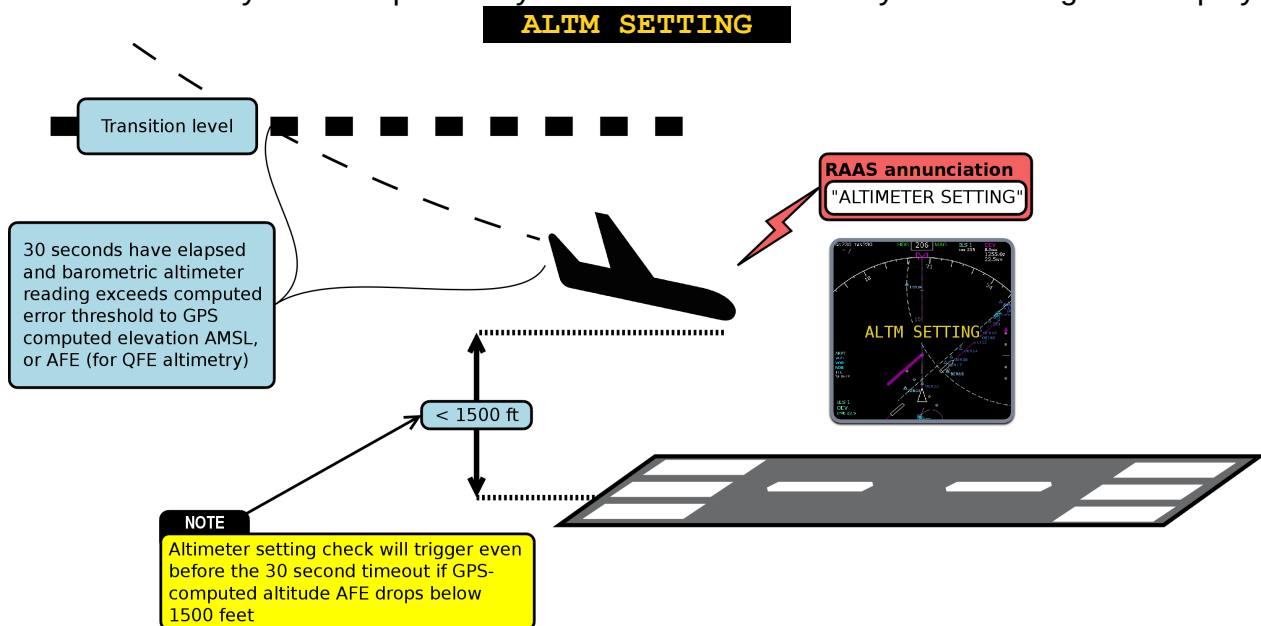 ALTM SETTING
Transition level
RAAS annunciation
"ALTIMETER SETTING"
30 seconds have elapsed
and barometric altimeter
reading exceeds computed
error threshold to GPS
computed elevation AMSL,
or AFE (for QFE altimetry)
206
ALTM SETTING
< 1500 ft
NOTE
Altimeter setting check will trigger even
before the 30 second timeout if GPS-
computed altitude AFE drops below
1500 feet